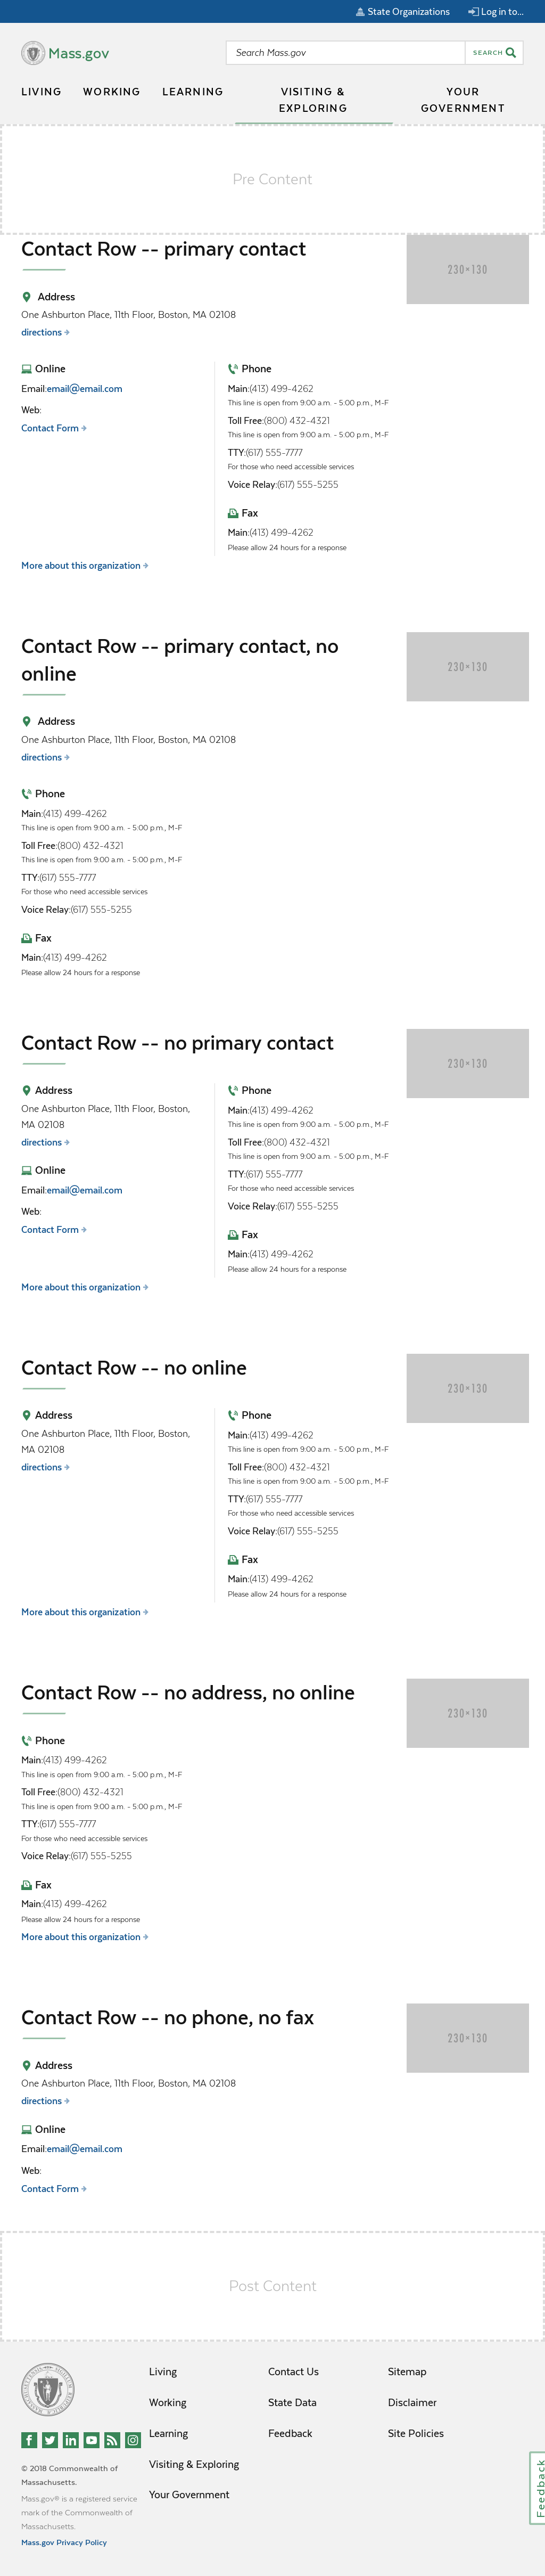 State Organizations
Log in to...
Mass.gov
Search Mass.gov
SEARCH
LIVING
WORKING
LEARNING
VISITING &
EXPLORING
YOUR
GOVERNMENT
Pre Content
Contact Row -- primary contact
230×130
Address
One Ashburton Place, 11th Floor, Boston, MA 02108
directions
Online
Email:email@email.com
Web:
Contact Form
Phone
Main:(413) 499-4262
This line is open from 9:00 a.m. - 5:00 p.m., M-F
Toll Free:(800) 432-4321
This line is open from 9:00 a.m. - 5:00 p.m., M-F
TTY:(617) 555-7777
For those who need accessible services
Voice Relay:(617) 555-5255
Fax
Main:(413) 499-4262
Please allow 24 hours for a response
More about this organization
Contact Row -- primary contact, no
online
230×130
Address
One Ashburton Place, 11th Floor, Boston, MA 02108
directions
Phone
Main:(413) 499-4262
This line is open from 9:00 a.m. - 5:00 p.m., M-F
Toll Free:(800) 432-4321
This line is open from 9:00 a.m. - 5:00 p.m., M-F
TTY:(617) 555-7777
For those who need accessible services
Voice Relay:(617) 555-5255
Fax
Main:(413) 499-4262
Please allow 24 hours for a response
Contact Row -- no primary contact
230×130
Address
One Ashburton Place, 11th Floor, Boston,
MA 02108
directions
Online
Email:email@email.com
Web:
Contact Form
Phone
Main:(413) 499-4262
This line is open from 9:00 a.m. - 5:00 p.m., M-F
Toll Free:(800) 432-4321
This line is open from 9:00 a.m. - 5:00 p.m., M-F
TTY:(617) 555-7777
For those who need accessible services
Voice Relay:(617) 555-5255
Fax
Main:(413) 499-4262
Please allow 24 hours for a response
More about this organization
Contact Row -- no online
230×130
Address
One Ashburton Place, 11th Floor, Boston,
MA 02108
directions
Phone
Main:(413) 499-4262
This line is open from 9:00 a.m. - 5:00 p.m., M-F
Toll Free:(800) 432-4321
This line is open from 9:00 a.m. - 5:00 p.m., M-F
TTY:(617) 555-7777
For those who need accessible services
Voice Relay:(617) 555-5255
Fax
Main:(413) 499-4262
Please allow 24 hours for a response
More about this organization
Contact Row -- no address, no online
230×130
Phone
Main:(413) 499-4262
This line is open from 9:00 a.m. - 5:00 p.m., M-F
Toll Free:(800) 432-4321
This line is open from 9:00 a.m. - 5:00 p.m., M-F
TTY:(617) 555-7777
For those who need accessible services
Voice Relay:(617) 555-5255
Fax
Main:(413) 499-4262
Please allow 24 hours for a response
More about this organization
Contact Row -- no phone, no fax
230×130
Address
One Ashburton Place, 11th Floor, Boston, MA 02108
directions
Online
Email:email@email.com
Web:
Contact Form
Post Content
Living
Working
Learning
Visiting & Exploring
Your Government
Contact Us
State Data
Feedback
Sitemap
Disclaimer
Site Policies
© 2018 Commonwealth of
Massachusetts.
Mass.gov® is a registered service
mark of the Commonwealth of
Massachusetts.
Mass.gov Privacy Policy
Feedback